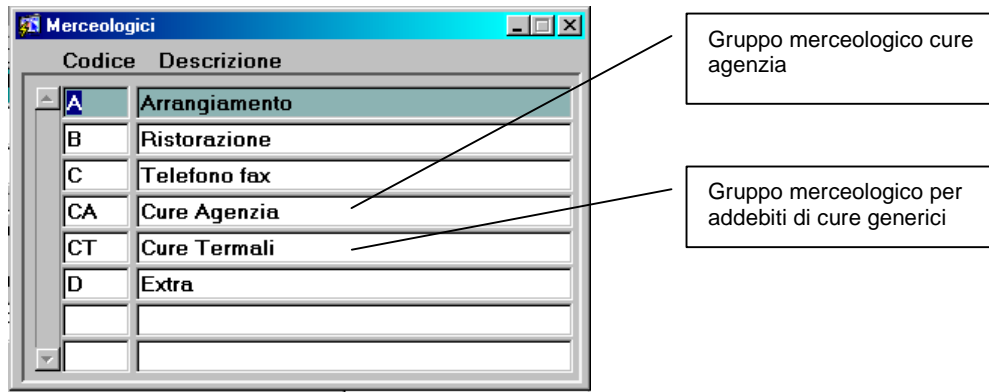 Merceologici
Codice Descrizione
A Arrangiamento
B Ristorazione
C Telefono fax
CA Cure Agenzia
CT Cure Termali
D Extra
Gruppo merceologico cure
agenzia
Gruppo merceologico per
addebiti di cure generici